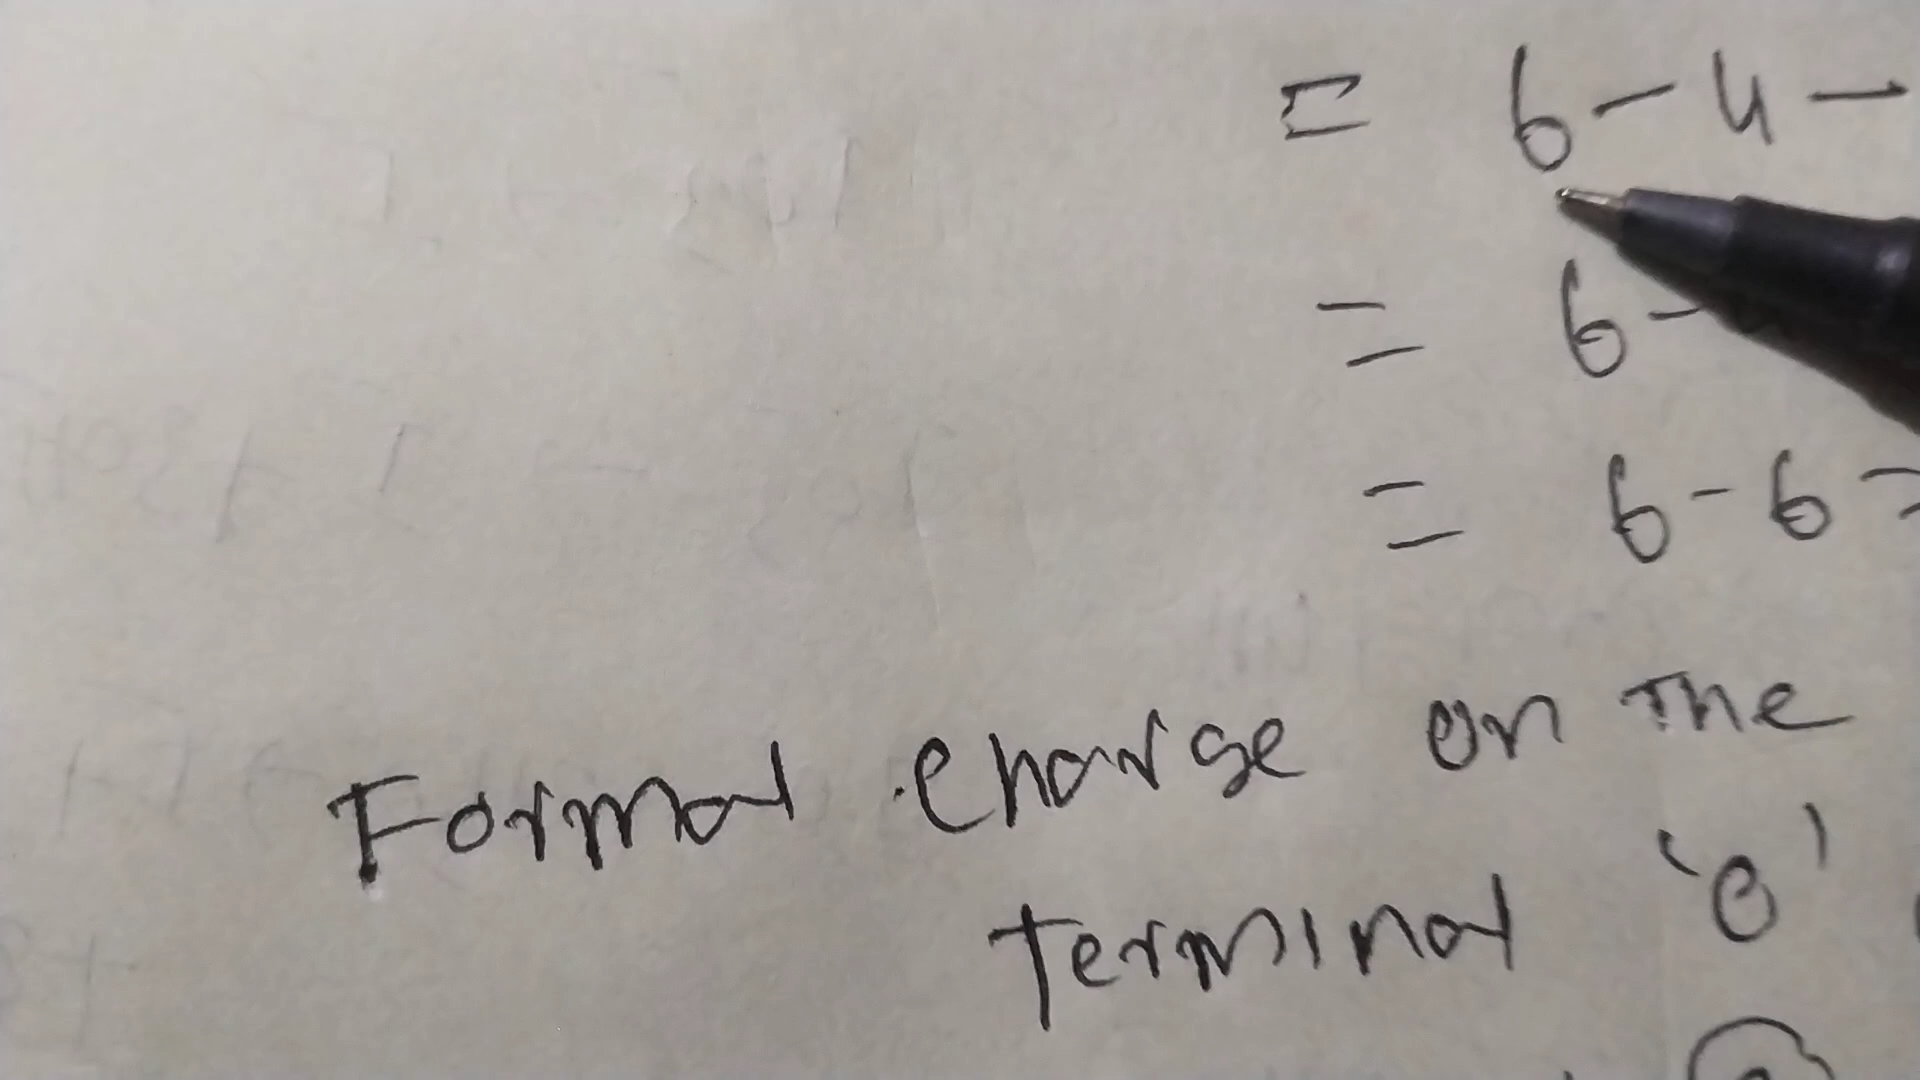 = 6 - 4 -
= 6 -
= 6 - 6 =
Formal charge on the
terminal 'O'